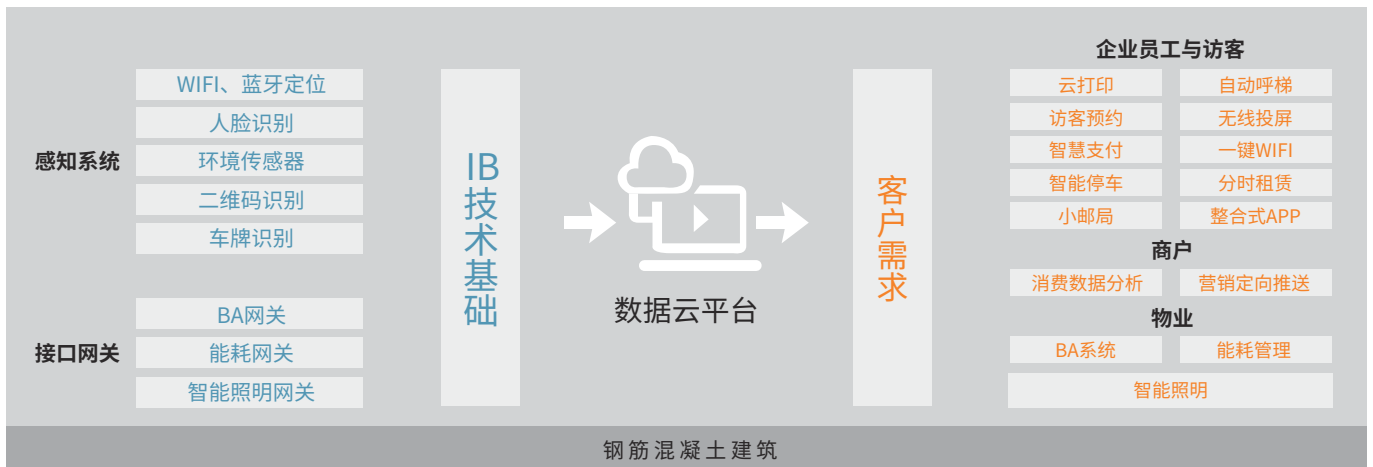 感知系统
WIFI、蓝牙定位
人脸识别
环境传感器
二维码识别
车牌识别
接口网关
BA网关
能耗网关
智能照明网关
IB技术基础
数据云平台
客户需求
企业员工与访客
云打印
自动呼梯
访客预约
无线投屏
智慧支付
一键WIFI
智能停车
分时租赁
小邮局
整合式APP
商户
消费数据分析
营销定向推送
物业
BA系统
能耗管理
智能照明
钢筋混凝土建筑